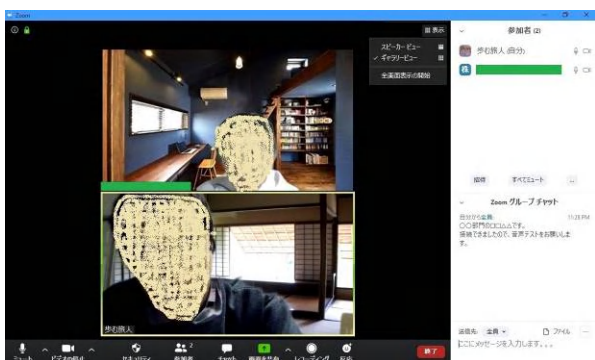 Zoom
表示
スピーカー ビュー
✓ ギャラリービュー
全画面表示の開始
歩む旅人
ミュート
ビデオの停止
セキュリティ
参加者
2
チャット
画面を共有
レコーディング
反応
終了
参加者 (2)
歩む旅人 (自分)
招待
すべてミュート
...
Zoom グループ チャット
自分から全員
11:28 PM
〇〇部門の□□△△です。
接続できましたので、音声テストをお願いしま
す。
送信先:
全員
ファイル
...
ここにメッセージを入力します。。。